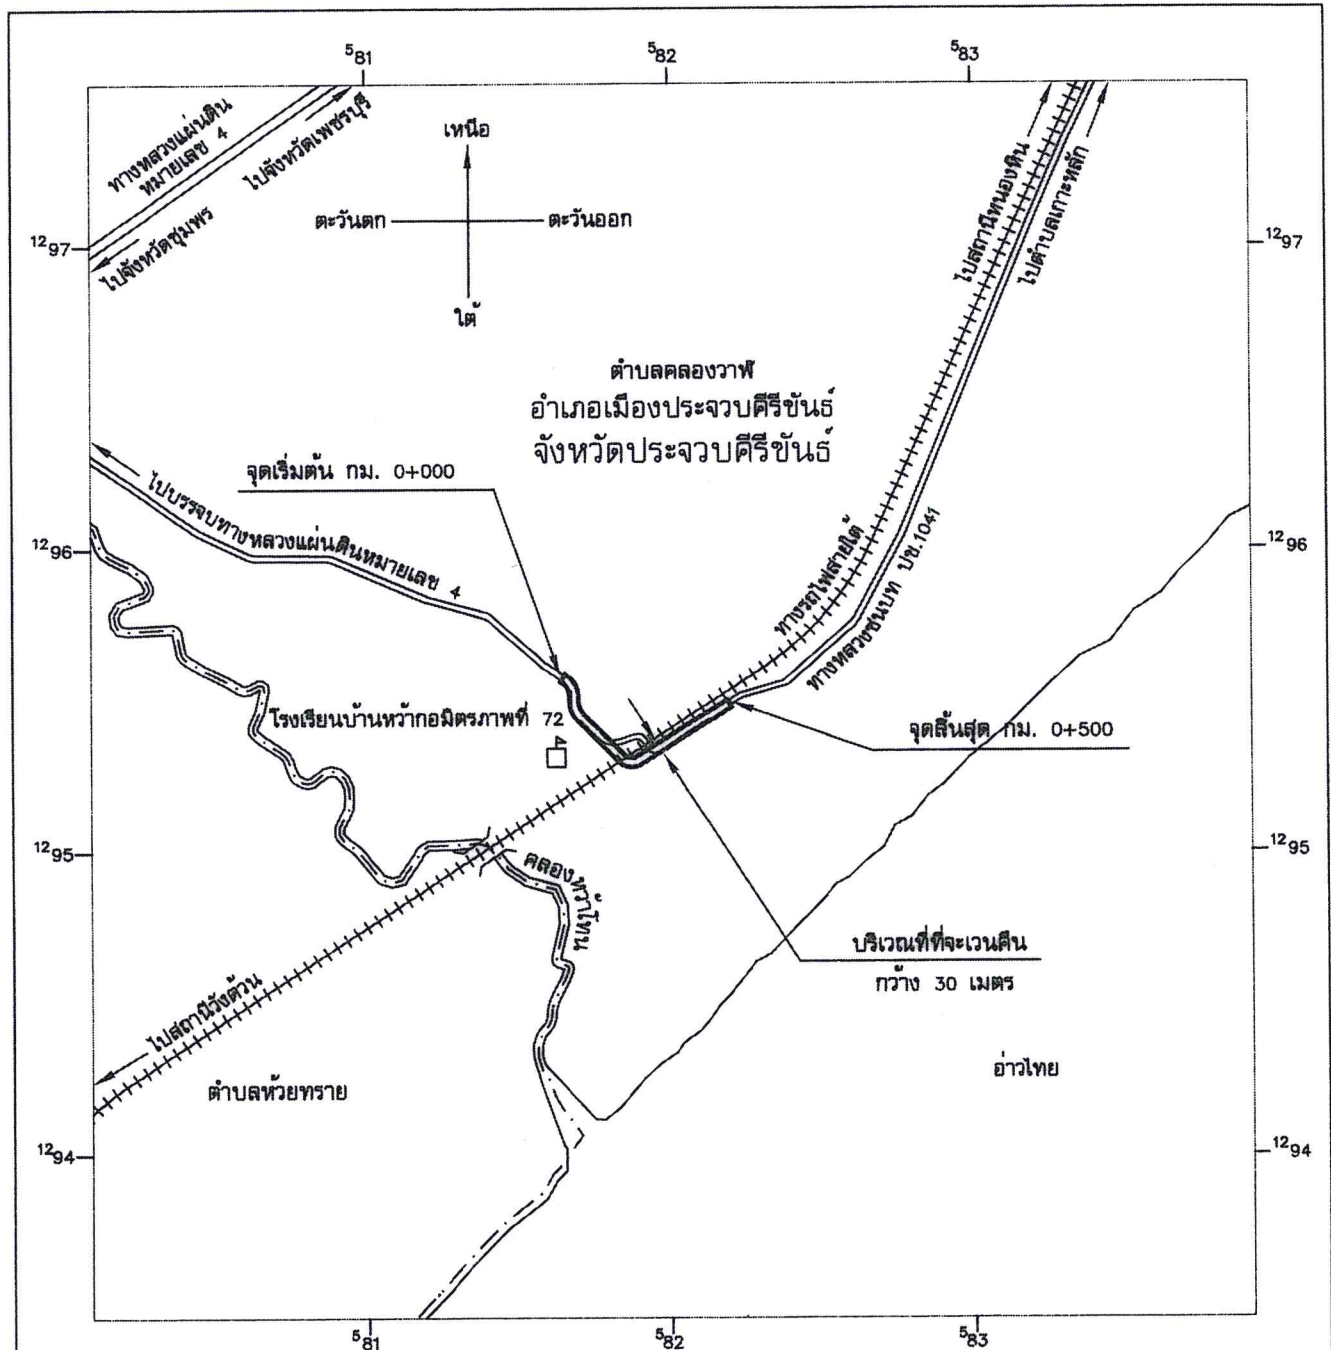 ⁵81
⁵82
⁵83
ทางหลวงแผ่นดิน
หมายเลข 4
ไปจังหวัดเพชรบุรี
ไปจังหวัดชุมพร
เหนือ
ตะวันตก
ตะวันออก
ใต้
ไปสถานีหนองหิน
ไปตำบลเกาะหลัก
¹²97
¹²97
ตำบลคลองวาฬ
อำเภอเมืองประจวบคีรีขันธ์
จังหวัดประจวบคีรีขันธ์
จุดเริ่มต้น กม. 0+000
ไปบรรจบทางหลวงแผ่นดินหมายเลข 4
¹²96
¹²96
ทางรถไฟสายใต้
ทางหลวงชนบท ปข.1041
โรงเรียนบ้านหว้ากอมิตรภาพที่ 72
จุดสิ้นสุด กม. 0+500
¹²95
¹²95
คลองหว้าโทน
บริเวณที่ที่จะเวนคืน
กว้าง 30 เมตร
ไปสถานีวังด้วน
ตำบลห้วยทราย
อ่าวไทย
¹²94
¹²94
⁵81
⁵82
⁵83